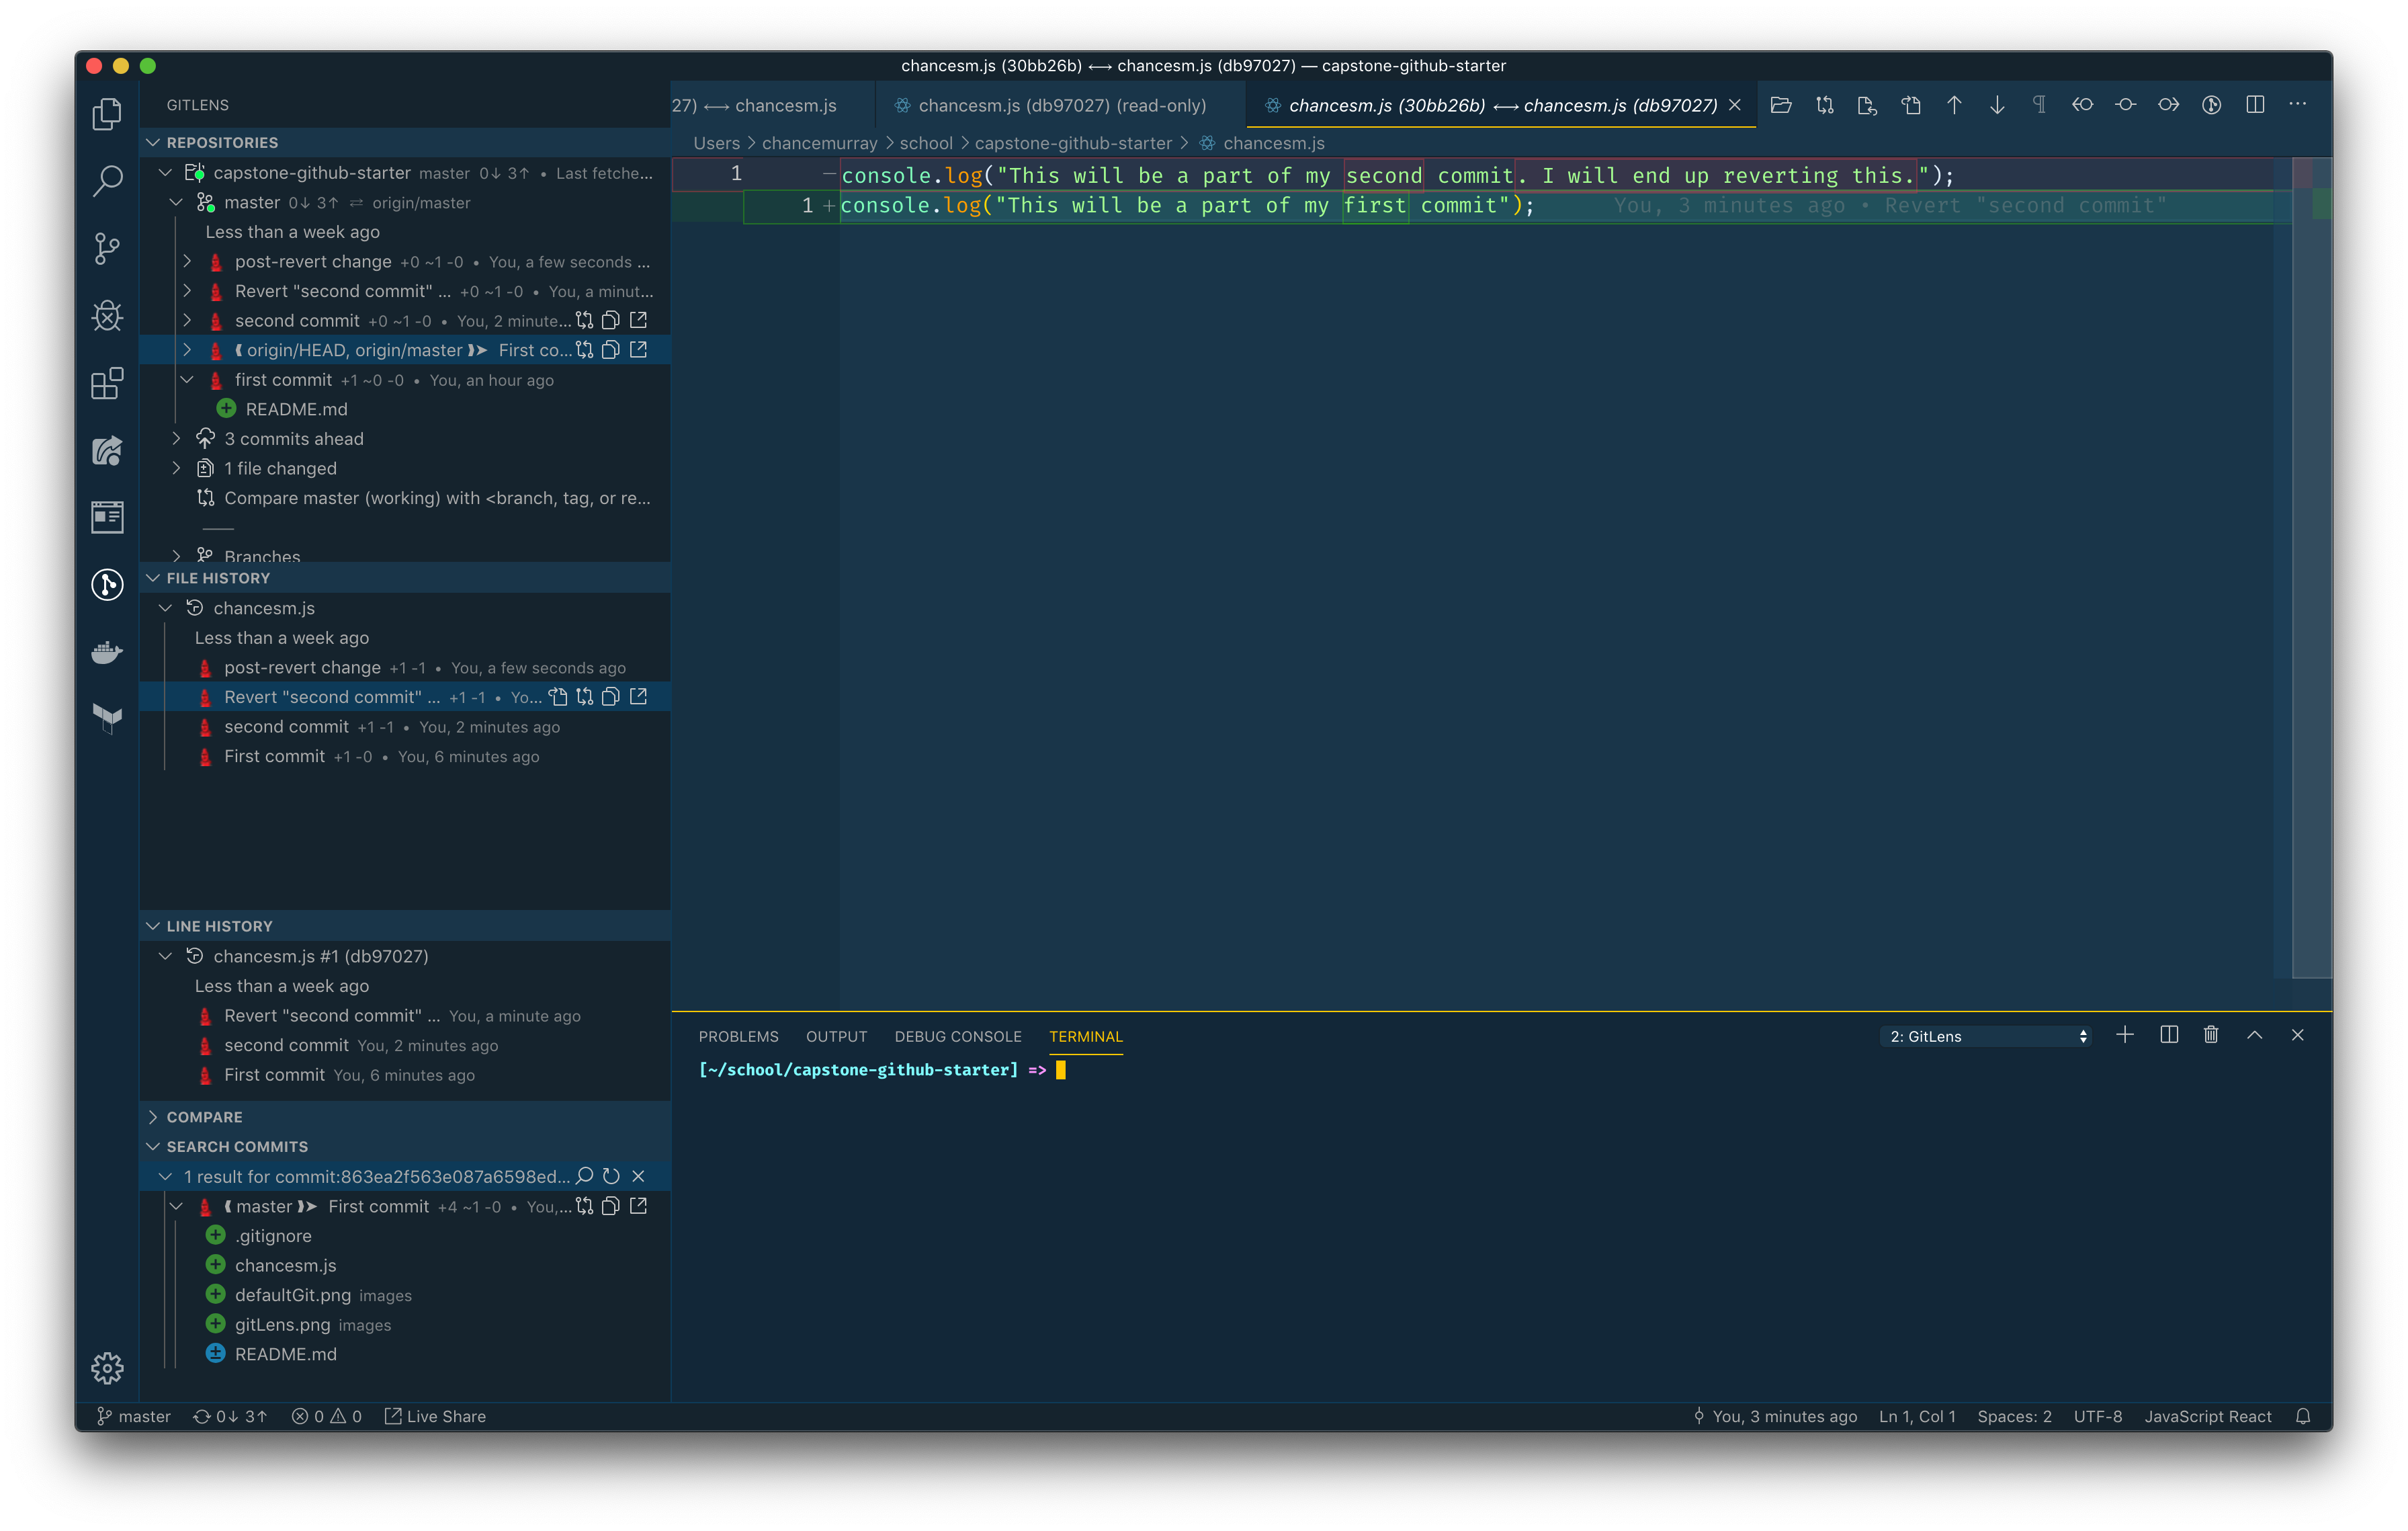 chancesm.js (30bb26b) ⟷ chancesm.js (db97027) — capstone-github-starter
GITLENS
27) ⟷ chancesm.js
chancesm.js (db97027) (read-only)
chancesm.js (30bb26b) ⟷ chancesm.js (db97027)
Users > chancemurray > school > capstone-github-starter > chancesm.js
1 −console.log("This will be a part of my second commit. I will end up reverting this.");
1 +console.log("This will be a part of my first commit"); You, 3 minutes ago • Revert "second commit"
REPOSITORIES
capstone-github-starter master 0↓ 3↑ • Last fetche...
master 0↓ 3↑ ⇄ origin/master
Less than a week ago
post-revert change +0 ~1 -0 • You, a few seconds ...
Revert "second commit" ... +0 ~1 -0 • You, a minut...
second commit +0 ~1 -0 • You, 2 minute...
❪origin/HEAD, origin/master❫➤ First co...
first commit +1 ~0 -0 • You, an hour ago
README.md
3 commits ahead
1 file changed
Compare master (working) with <branch, tag, or re...
Branches
FILE HISTORY
chancesm.js
Less than a week ago
post-revert change +1 -1 • You, a few seconds ago
Revert "second commit" ... +1 -1 • Yo...
second commit +1 -1 • You, 2 minutes ago
First commit +1 -0 • You, 6 minutes ago
LINE HISTORY
chancesm.js #1 (db97027)
Less than a week ago
Revert "second commit" ... You, a minute ago
second commit You, 2 minutes ago
First commit You, 6 minutes ago
COMPARE
SEARCH COMMITS
1 result for commit:863ea2f563e087a6598ed...
❪master❫➤ First commit +4 ~1 -0 • You,...
.gitignore
chancesm.js
defaultGit.png images
gitLens.png images
README.md
PROBLEMS OUTPUT DEBUG CONSOLE TERMINAL
2: GitLens
[~/school/capstone-github-starter] =>
master 0↓ 3↑ 0 0 Live Share
You, 3 minutes ago Ln 1, Col 1 Spaces: 2 UTF-8 JavaScript React